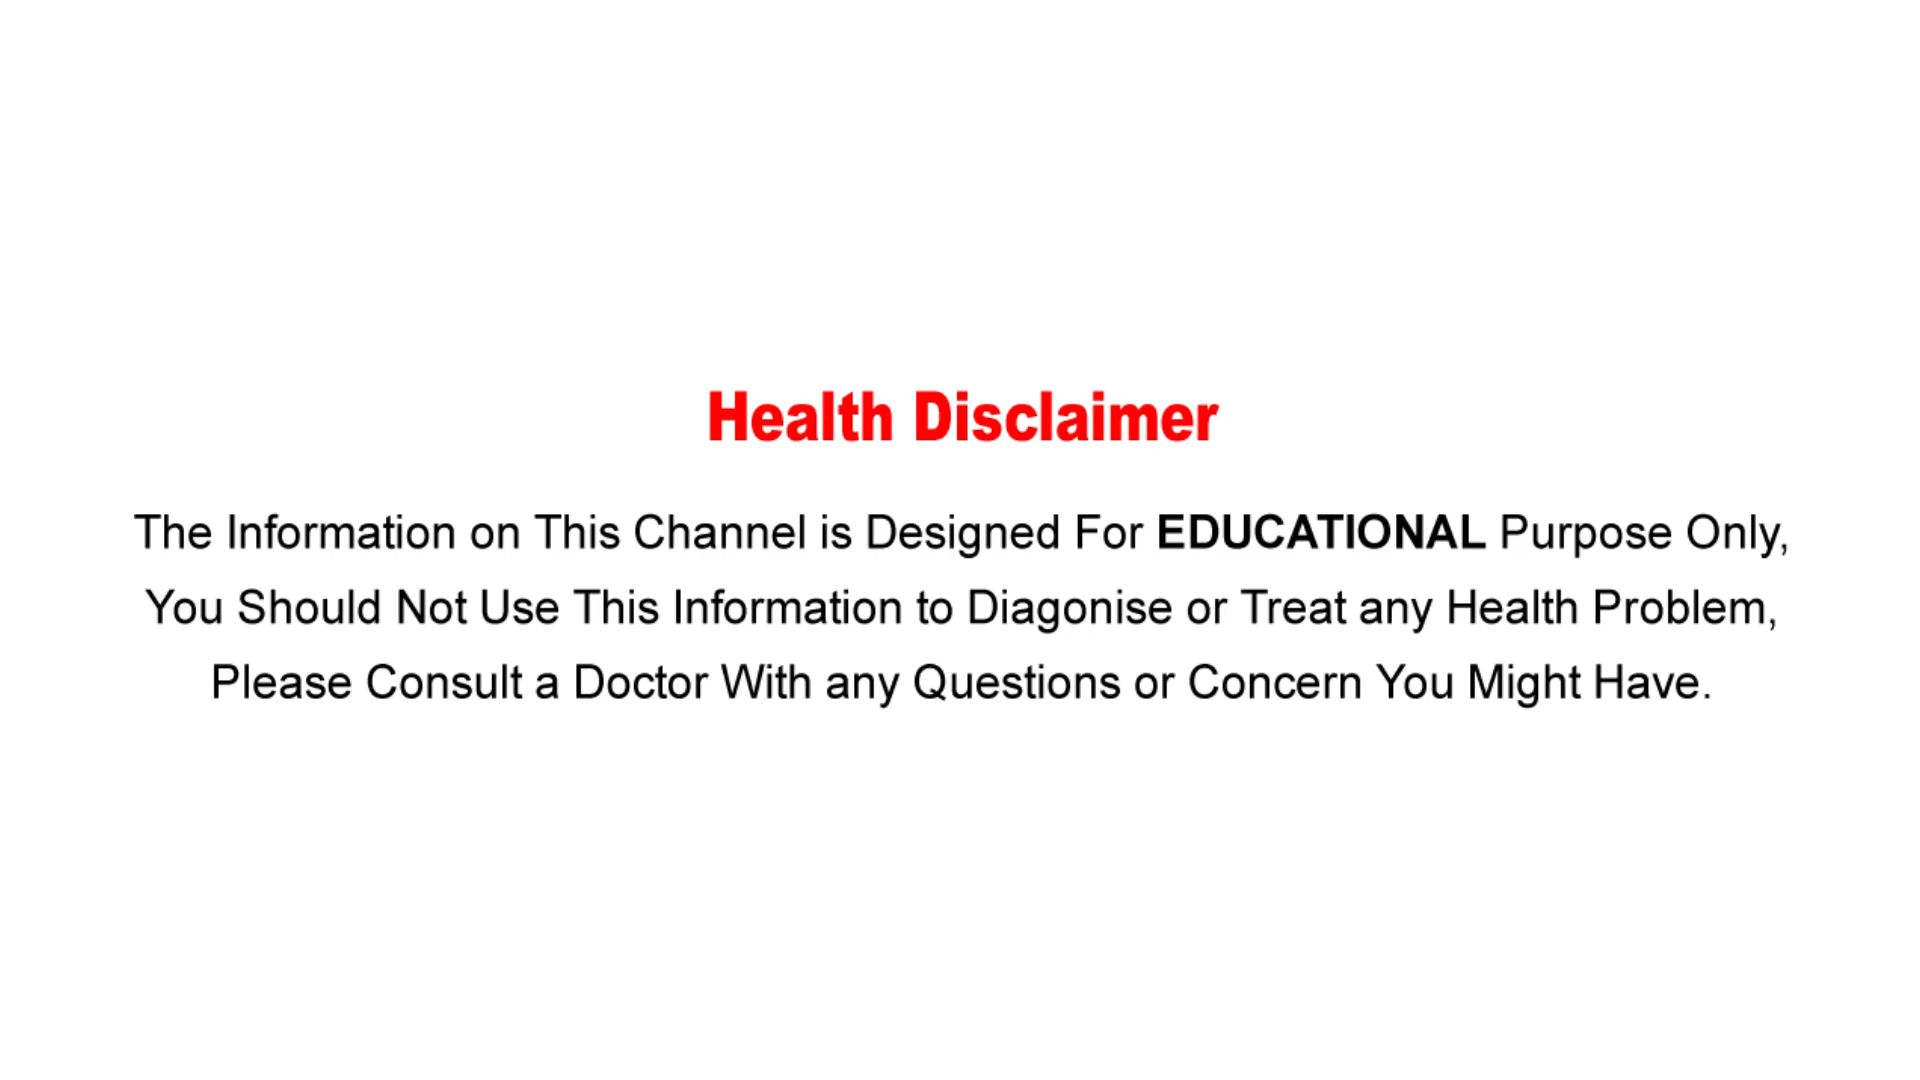 Health Disclaimer
The Information on This Channel is Designed For EDUCATIONAL Purpose Only,
You Should Not Use This Information to Diagonise or Treat any Health Problem,
Please Consult a Doctor With any Questions or Concern You Might Have.